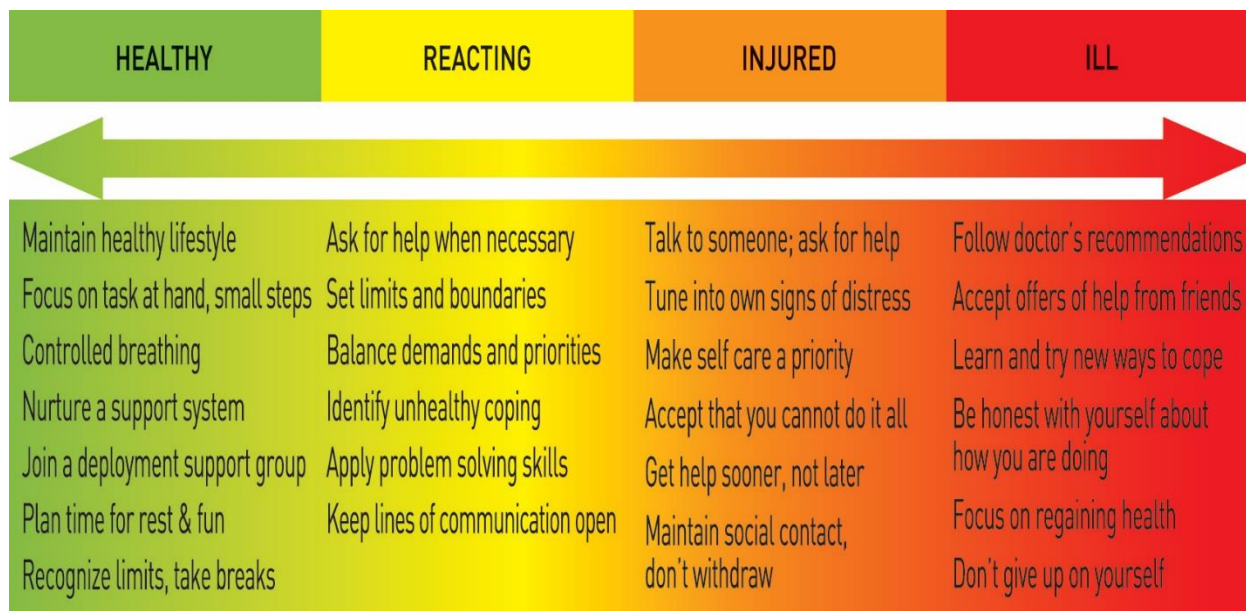 HEALTHY
REACTING
INJURED
ILL
Maintain healthy lifestyle
Focus on task at hand, small steps
Controlled breathing
Nurture a support system
Join a deployment support group
Plan time for rest & fun
Recognize limits, take breaks
Ask for help when necessary
Set limits and boundaries
Balance demands and priorities
Identify unhealthy coping
Apply problem solving skills
Keep lines of communication open
Talk to someone; ask for help
Tune into own signs of distress
Make self care a priority
Accept that you cannot do it all
Get help sooner, not later
Maintain social contact,
don't withdraw
Follow doctor's recommendations
Accept offers of help from friends
Learn and try new ways to cope
Be honest with yourself about
how you are doing
Focus on regaining health
Don't give up on yourself